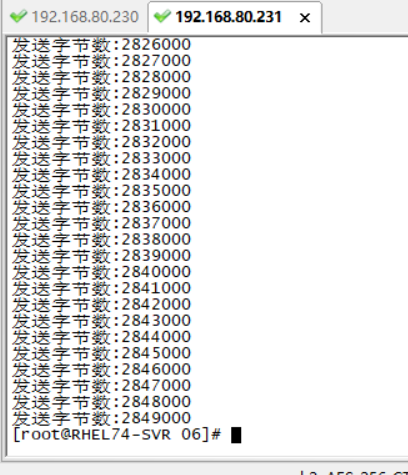 192.168.80.230 192.168.80.231 ×
发送字节数:2826000
发送字节数:2827000
发送字节数:2828000
发送字节数:2829000
发送字节数:2830000
发送字节数:2831000
发送字节数:2832000
发送字节数:2833000
发送字节数:2834000
发送字节数:2835000
发送字节数:2836000
发送字节数:2837000
发送字节数:2838000
发送字节数:2839000
发送字节数:2840000
发送字节数:2841000
发送字节数:2842000
发送字节数:2843000
发送字节数:2844000
发送字节数:2845000
发送字节数:2846000
发送字节数:2847000
发送字节数:2848000
发送字节数:2849000
[root@RHEL74-SVR 06]#